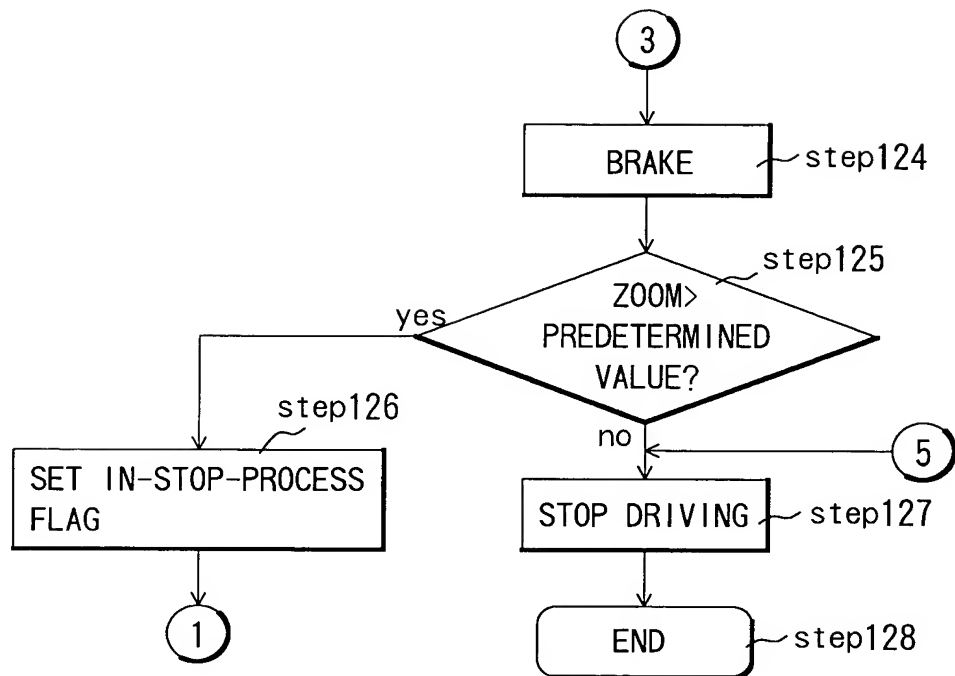 3
BRAKE
step124
step125
ZOOM>
PREDETERMINED
VALUE?
yes
step126
SET IN-STOP-PROCESS
FLAG
no
5
STOP DRIVING
step127
1
END
step128